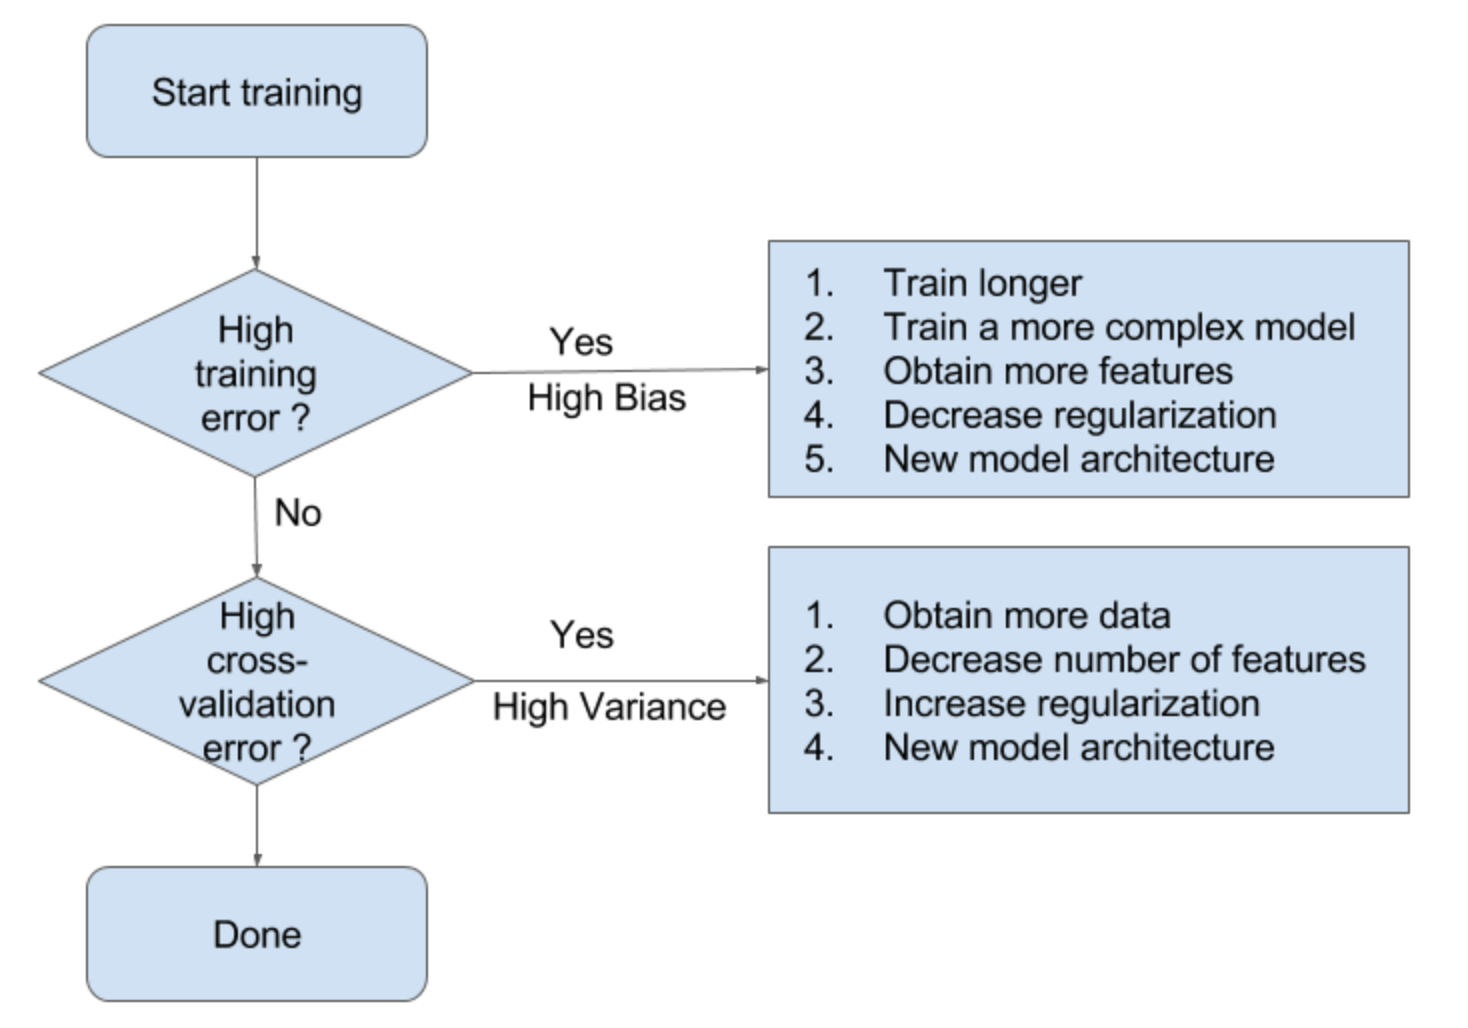 Start training
High
training
error ?
Yes
High Bias
1. Train longer
2. Train a more complex model
3. Obtain more features
4. Decrease regularization
5. New model architecture
No
High
cross-
validation
error ?
Yes
High Variance
1. Obtain more data
2. Decrease number of features
3. Increase regularization
4. New model architecture
Done